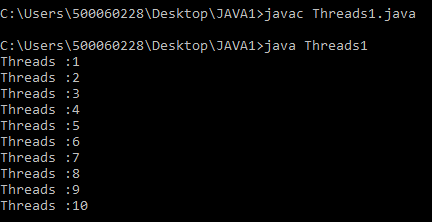 C:\Users\500060228\Desktop\JAVA1>javac Threads1.java
C:\Users\500060228\Desktop\JAVA1>java Threads1
Threads :1
Threads :2
Threads :3
Threads :4
Threads :5
Threads :6
Threads :7
Threads :8
Threads :9
Threads :10